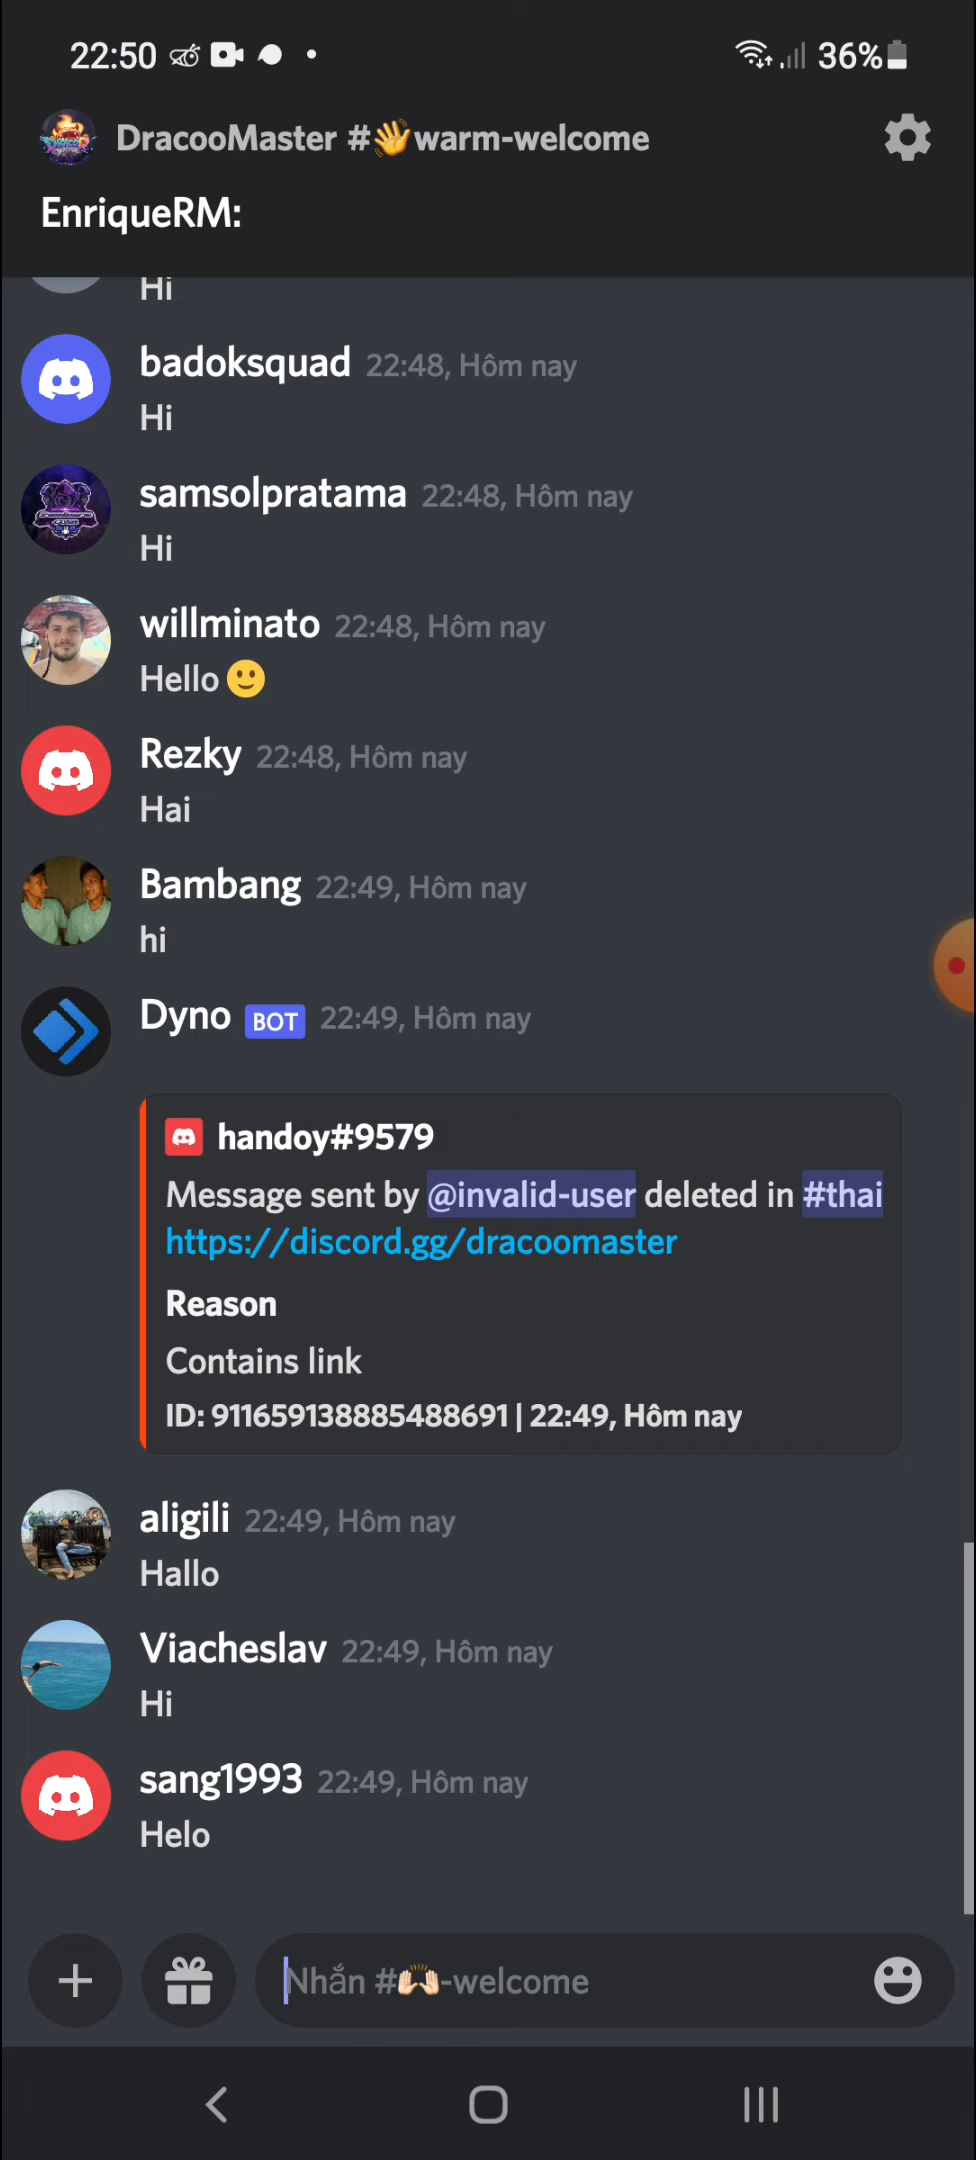 22:50 36%
DracooMaster #👋warm-welcome
EnriqueRM:
Hi
badoksquad 22:48, Hôm nay
Hi
samsolpratama 22:48, Hôm nay
Hi
willminato 22:48, Hôm nay
Hello 🙂
Rezky 22:48, Hôm nay
Hai
Bambang 22:49, Hôm nay
hi
Dyno BOT 22:49, Hôm nay
handoy#9579
Message sent by @invalid-user deleted in #thai
https://discord.gg/dracoomaster
Reason
Contains link
ID: 911659138885488691 | 22:49, Hôm nay
aligili 22:49, Hôm nay
Hallo
Viacheslav 22:49, Hôm nay
Hi
sang1993 22:49, Hôm nay
Helo
Nhắn #🙌🏻-welcome